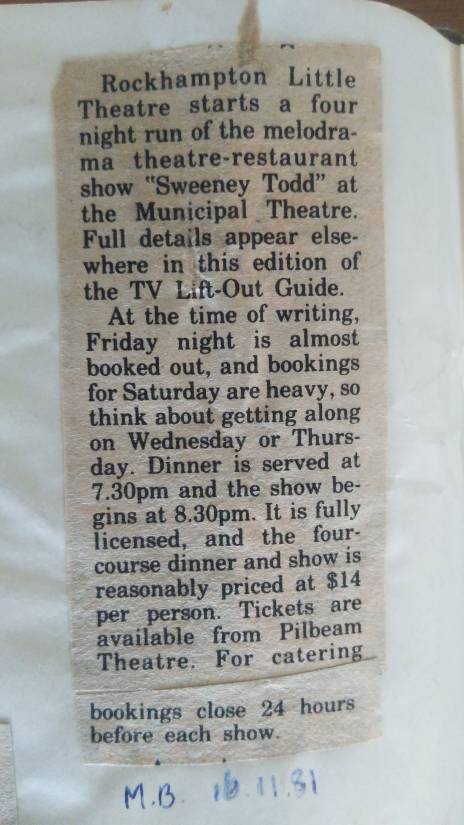 Rockhampton Little
Theatre starts a four
night run of the melodra-
ma theatre-restaurant
show "Sweeney Todd" at
the Municipal Theatre.
Full details appear else-
where in this edition of
the TV Lift-Out Guide.
At the time of writing,
Friday night is almost
booked out, and bookings
for Saturday are heavy, so
think about getting along
on Wednesday or Thurs-
day. Dinner is served at
7.30pm and the show be-
gins at 8.30pm. It is fully
licensed, and the four-
course dinner and show is
reasonably priced at $14
per person. Tickets are
available from Pilbeam
Theatre. For catering
bookings close 24 hours
before each show.
M.B. 16.11.81